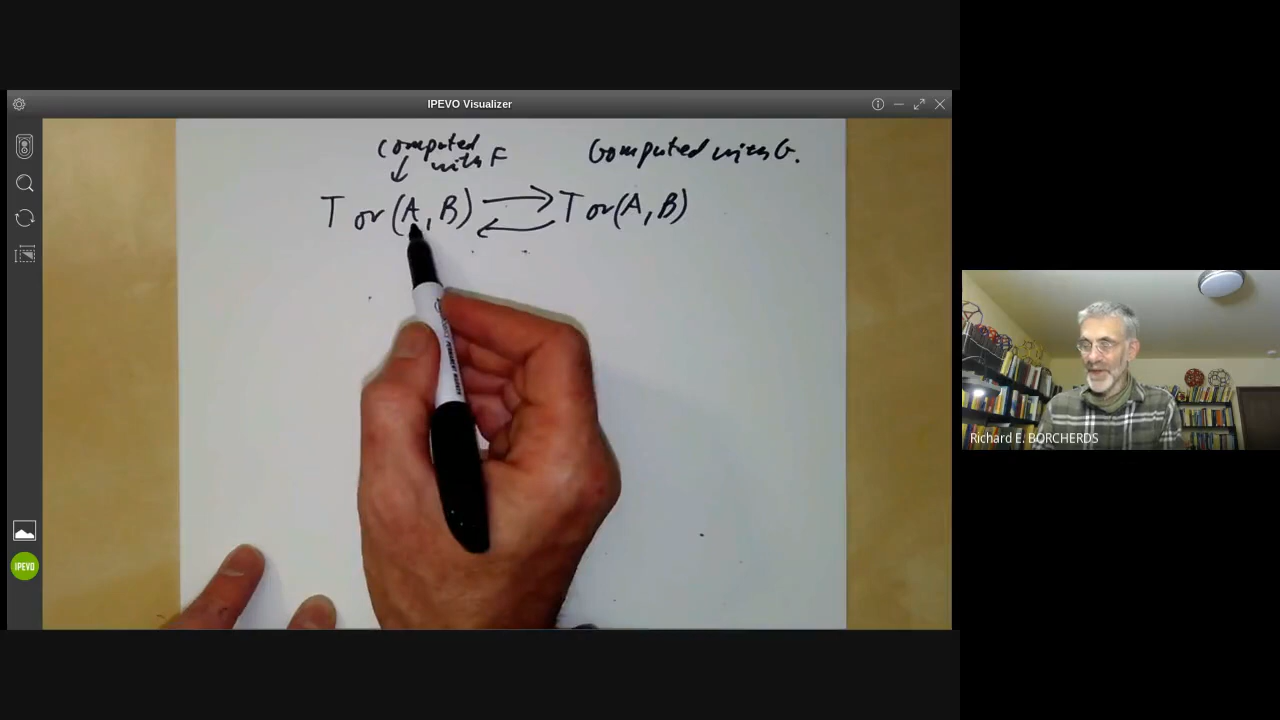 IPEVO Visualizer
computed
with F
Computed with G.
Tor(A, B) Tor(A, B)
IPEVO
Richard E. BORCHERDS